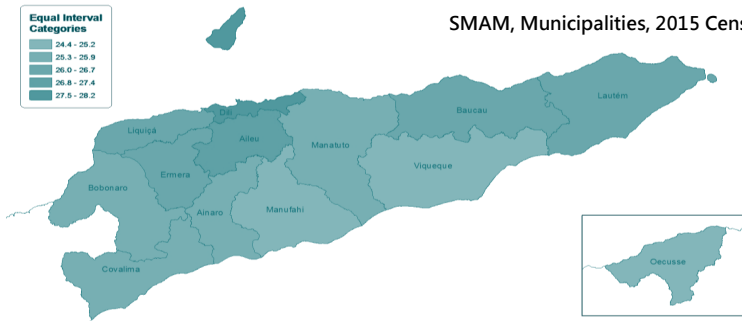 SMAM, Municipalities, 2015 Cens
Equal Interval
Categories
24.4 - 25.2
25.3 - 25.9
26.0 - 26.7
26.8 - 27.4
27.5 - 28.2
Dili
Lautém
Baucau
Liquiçá
Aileu
Manatuto
Viqueque
Ermera
Bobonaro
Ainaro
Manufahi
Covalima
Oecusse